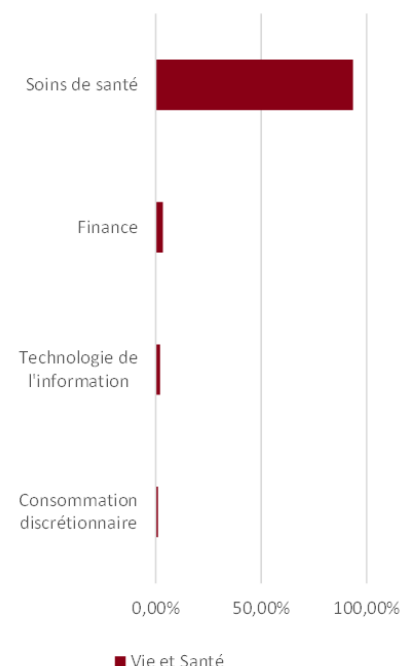 Soins de santé
Finance
Technologie de
l'information
Consommation
discrétionnaire
0,00% 50,00% 100,00%
Vie et Santé